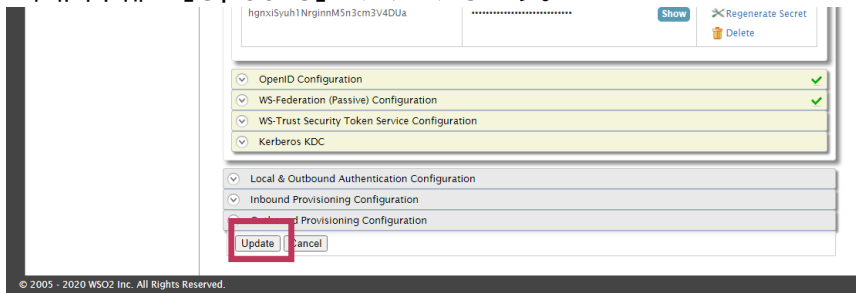 hgnxiSyuh1NrginnM5n3cm3V4DUa ···························· Show Regenerate Secret
Delete
OpenID Configuration
WS-Federation (Passive) Configuration
WS-Trust Security Token Service Configuration
Kerberos KDC
Local & Outbound Authentication Configuration
Inbound Provisioning Configuration
Provisioning Configuration
Update Cancel
© 2005 - 2020 WSO2 Inc. All Rights Reserved.